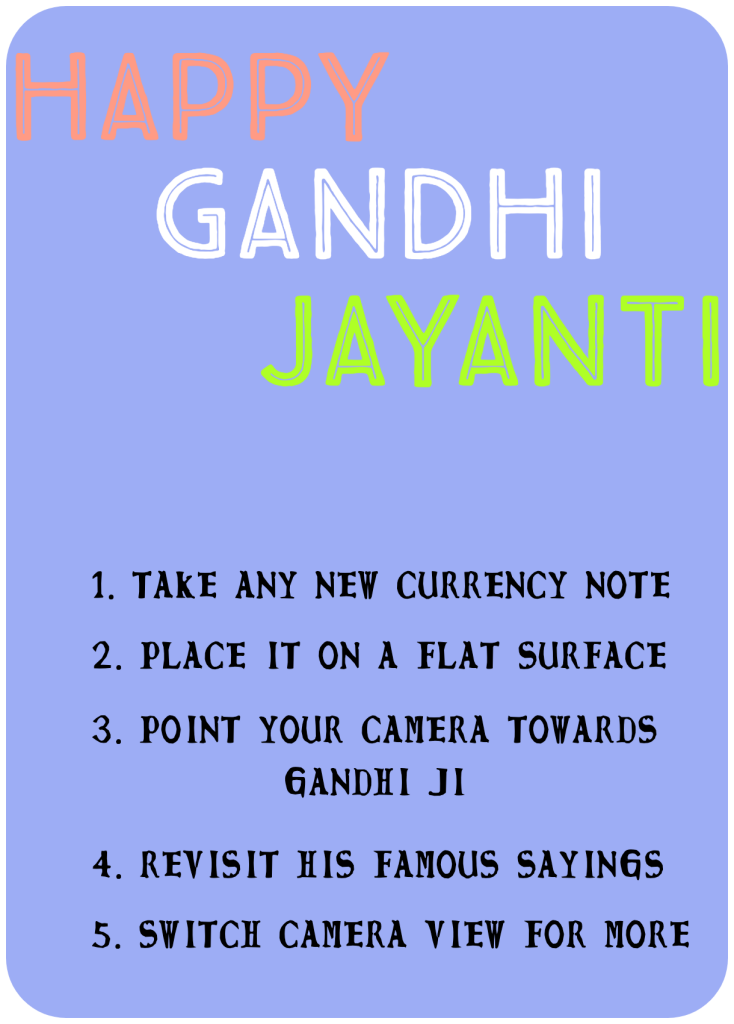 HAPPY
GANDHI
JAYANTI
1. TAKE ANY NEW CURRENCY NOTE
2. PLACE IT ON A FLAT SURFACE
3. POINT YOUR CAMERA TOWARDS
GANDHI JI
4. REVISIT HIS FAMOUS SAYINGS
5. SWITCH CAMERA VIEW FOR MORE